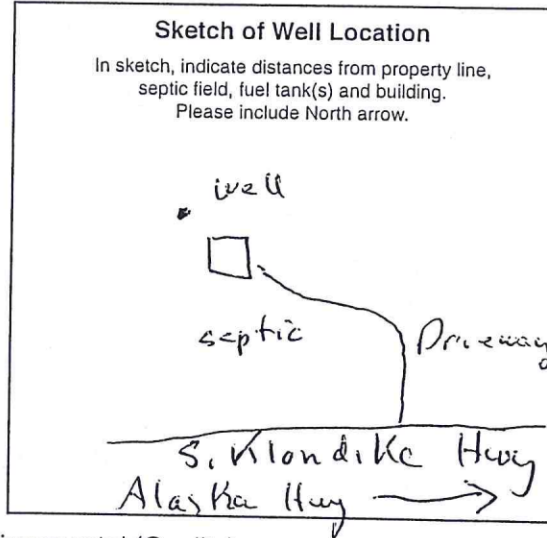 Sketch of Well Location
In sketch, indicate distances from property line,
septic field, fuel tank(s) and building.
Please include North arrow.
well
septic
Driveway
S. Klondike Hwy
Alaska Hwy